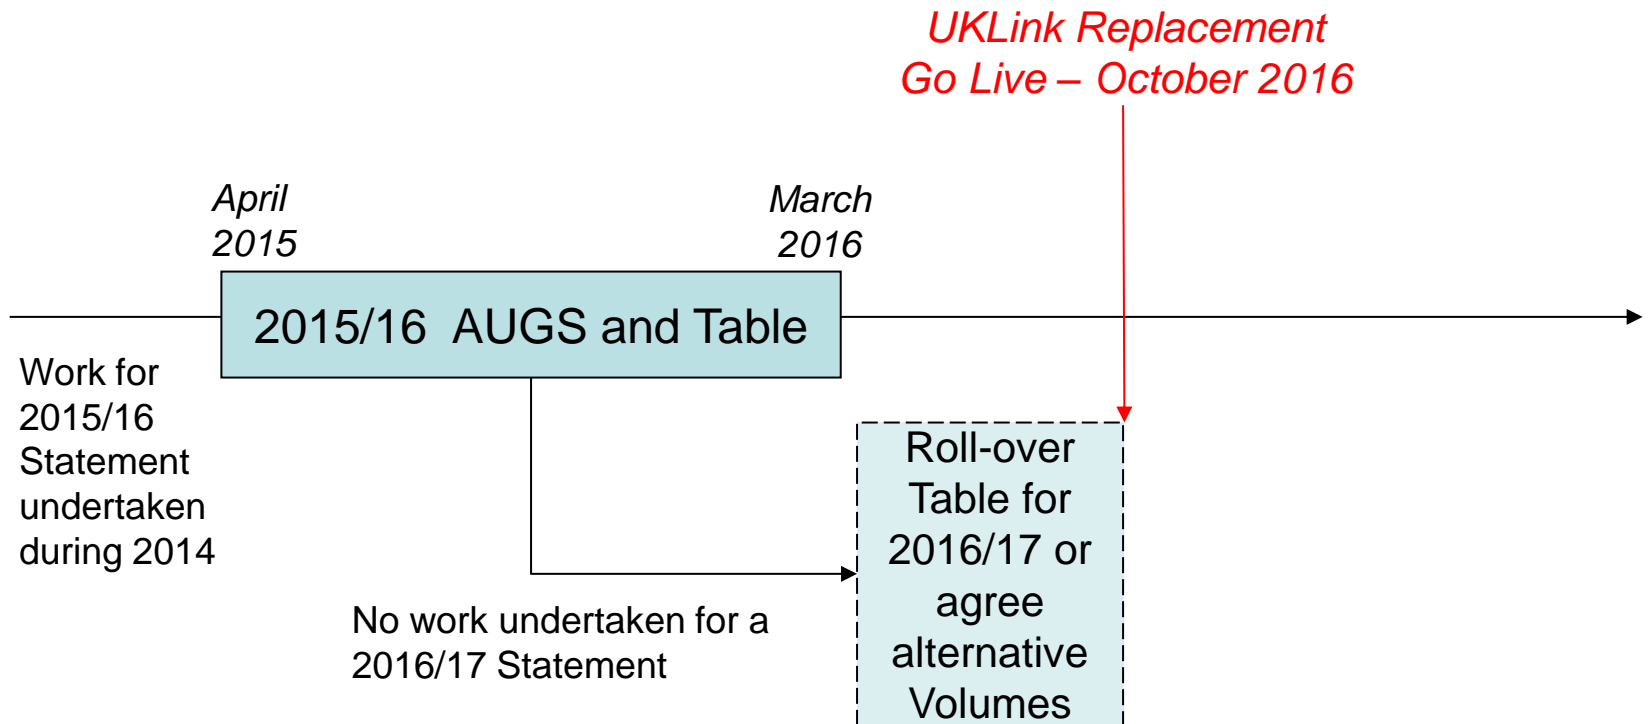 UKLink Replacement
Go Live – October 2016
April
2015
March
2016
2015/16 AUGS and Table
Work for
2015/16
Statement
undertaken
during 2014
Roll-over
Table for
2016/17 or
agree
alternative
Volumes
No work undertaken for a
2016/17 Statement